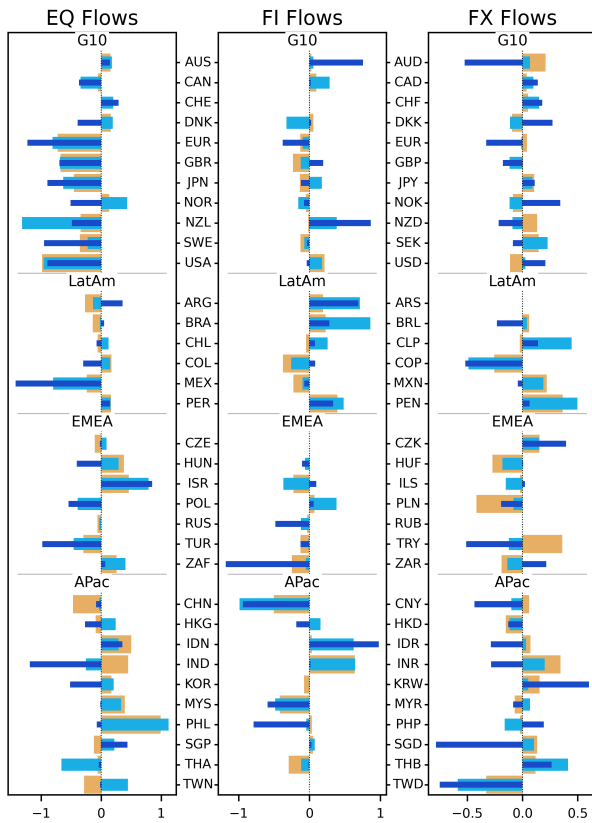 EQ Flows FI Flows FX Flows
G10 G10 G10
AUS AUD
CAN CAD
CHE CHF
DNK DKK
EUR EUR
GBR GBP
JPN JPY
NOR NOK
NZL NZD
SWE SEK
USA USD
LatAm LatAm LatAm
ARG ARS
BRA BRL
CHL CLP
COL COP
MEX MXN
PER PEN
EMEA EMEA EMEA
CZE CZK
HUN HUF
ISR ILS
POL PLN
RUS RUB
TUR TRY
ZAF ZAR
APac APac APac
CHN CNY
HKG HKD
IDN IDR
IND INR
KOR KRW
MYS MYR
PHL PHP
SGP SGD
THA THB
TWN TWD
−1 0 1 −1 0 1 −0.5 0.0 0.5